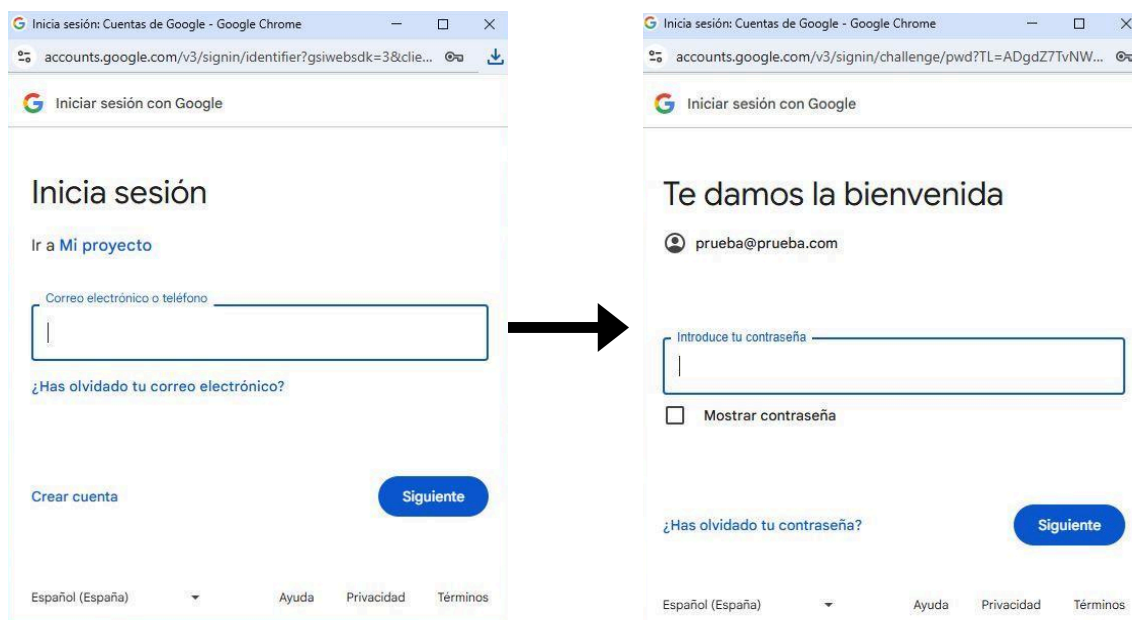 Inicia sesión: Cuentas de Google - Google Chrome
accounts.google.com/v3/signin/identifier?gsiwebsdk=3&clie...
Iniciar sesión con Google
Inicia sesión
Ir a Mi proyecto
Correo electrónico o teléfono
¿Has olvidado tu correo electrónico?
Crear cuenta
Siguiente
Español (España)
Ayuda
Privacidad
Términos
Inicia sesión: Cuentas de Google - Google Chrome
accounts.google.com/v3/signin/challenge/pwd?TL=ADgdZ7TvNW...
Iniciar sesión con Google
Te damos la bienvenida
prueba@prueba.com
Introduce tu contraseña
Mostrar contraseña
¿Has olvidado tu contraseña?
Siguiente
Español (España)
Ayuda
Privacidad
Términos